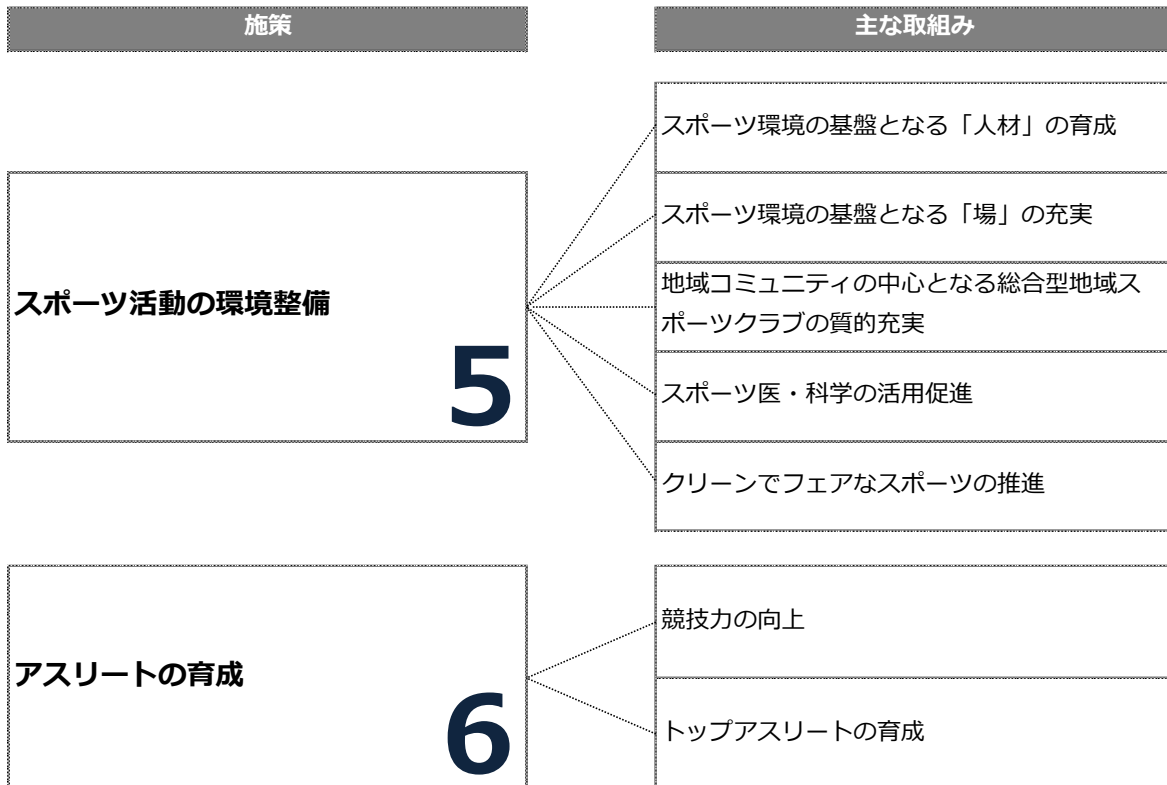 施策
主な取組み
スポーツ活動の環境整備
5
スポーツ環境の基盤となる「人材」の育成
スポーツ環境の基盤となる「場」の充実
地域コミュニティの中心となる総合型地域ス
ポーツクラブの質的充実
スポーツ医・科学の活用促進
クリーンでフェアなスポーツの推進
アスリートの育成
6
競技力の向上
トップアスリートの育成